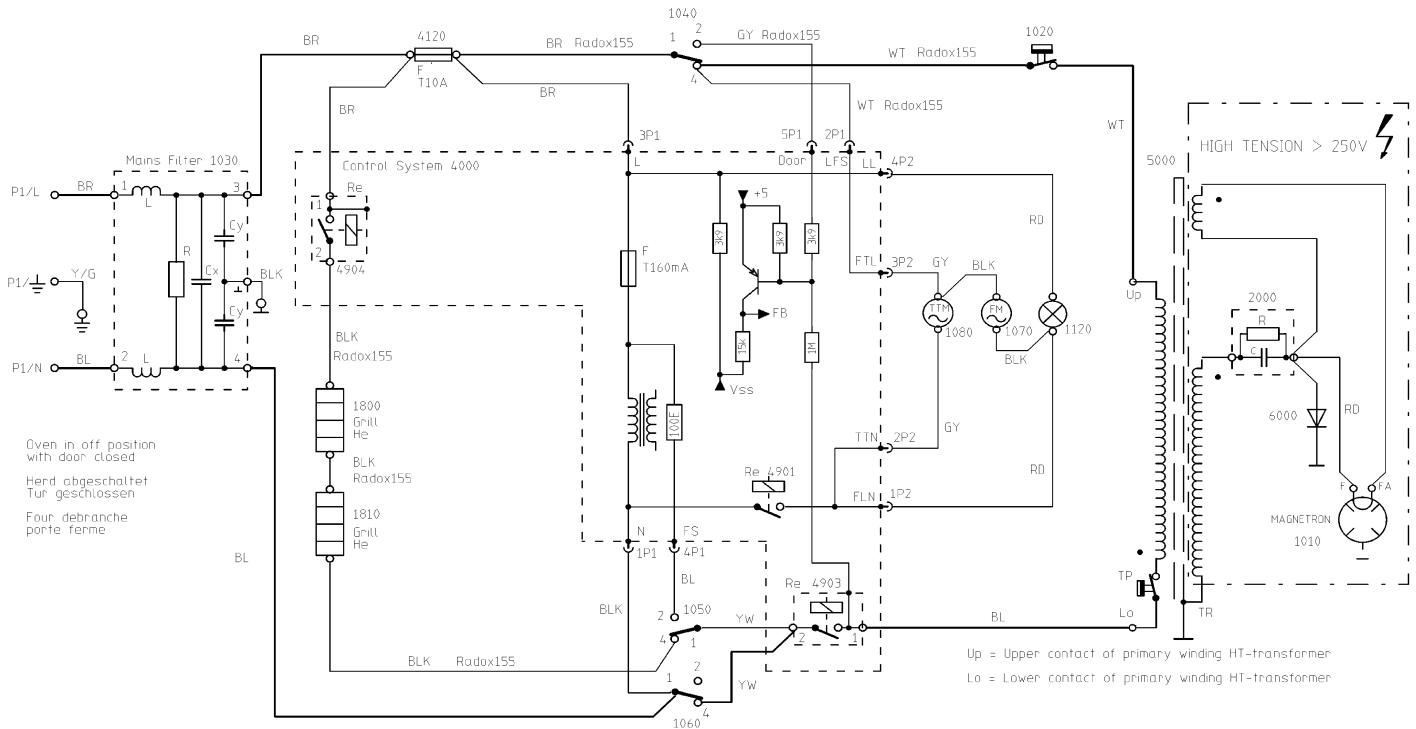 1040
2
1
4
GY Radox155
WT Radox155
1020
BR
4120
F
T10A
BR Radox155
BR
BR
WT Radox155
WT
HIGH TENSION > 250V
3P1
5P1
2P1
Mains Filter 1030
Control System 4000
L
Door
LFS
LL
4P2
5000
P1/L
BR
1
L
3
Re
1
2
4904
+5
3k9
3k9
3k9
RD
Cy
R
Cx
Cy
BLK
P1/
Y/G
F
T160mA
FTL
3P2
GY
BLK
FB
TTM
1080
FM
1070
1120
BLK
Up
2000
R
C
BLK
Radox155
15k
1M
Vss
P1/N
BL
2
L
4
1800
Grill
He
100E
6000
RD
GY
TTN
2P2
Oven in off position
with door closed
Herd abgeschaltet
Tur geschlossen
Four debranche
porte ferme
BLK
Radox155
Re 4901
RD
FLN
1P2
F
FA
MAGNETRON
1010
1810
Grill
He
N
FS
1P1
4P1
BL
BL
BLK
Re 4903
TP
2
1050
4
1
YW
2
1
BL
Lo
TR
BLK Radox155
2
1
4
YW
1060
Up = Upper contact of primary winding HT-transformer
Lo = Lower contact of primary winding HT-transformer